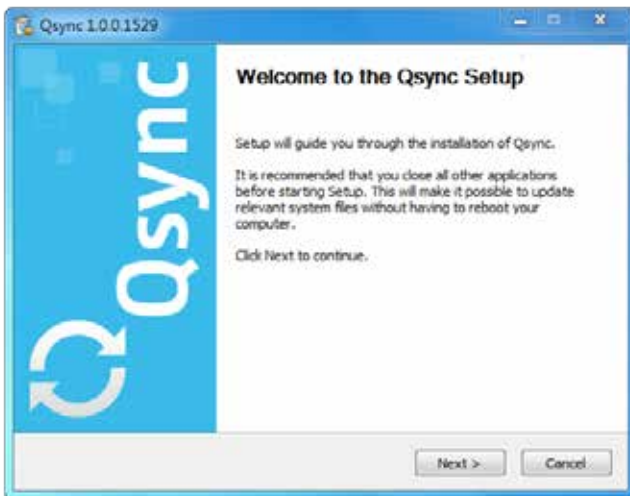 Qsync 1.0.0.1529
Qsync
Welcome to the Qsync Setup
Setup will guide you through the installation of Qsync.
It is recommended that you close all other applications
before starting Setup. This will make it possible to update
relevant system files without having to reboot your
computer.
Click Next to continue.
Next >
Cancel